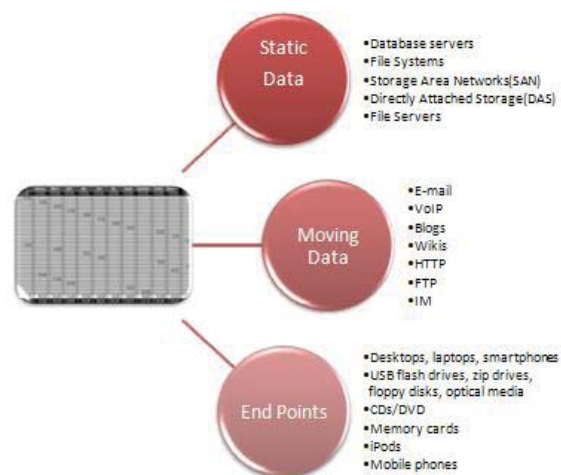 Static
Data
•Database servers
•File Systems
•Storage Area Networks(SAN)
•Directly Attached Storage(DAS)
•File Servers
Moving
Data
•E-mail
•VoIP
•Blogs
•Wikis
•HTTP
•FTP
•IM
End Points
•Desktops, laptops, smartphones
•USB flash drives, zip drives,
floppy disks, optical media
•CDs/DVD
•Memory cards
•iPods
•Mobile phones